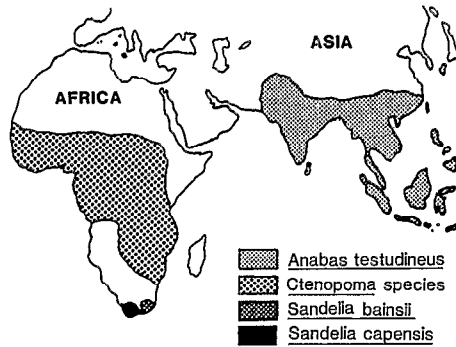 ASIA
AFRICA
Anabas testudineus
Ctenopoma species
Sandelia bainsii
Sandelia capensis